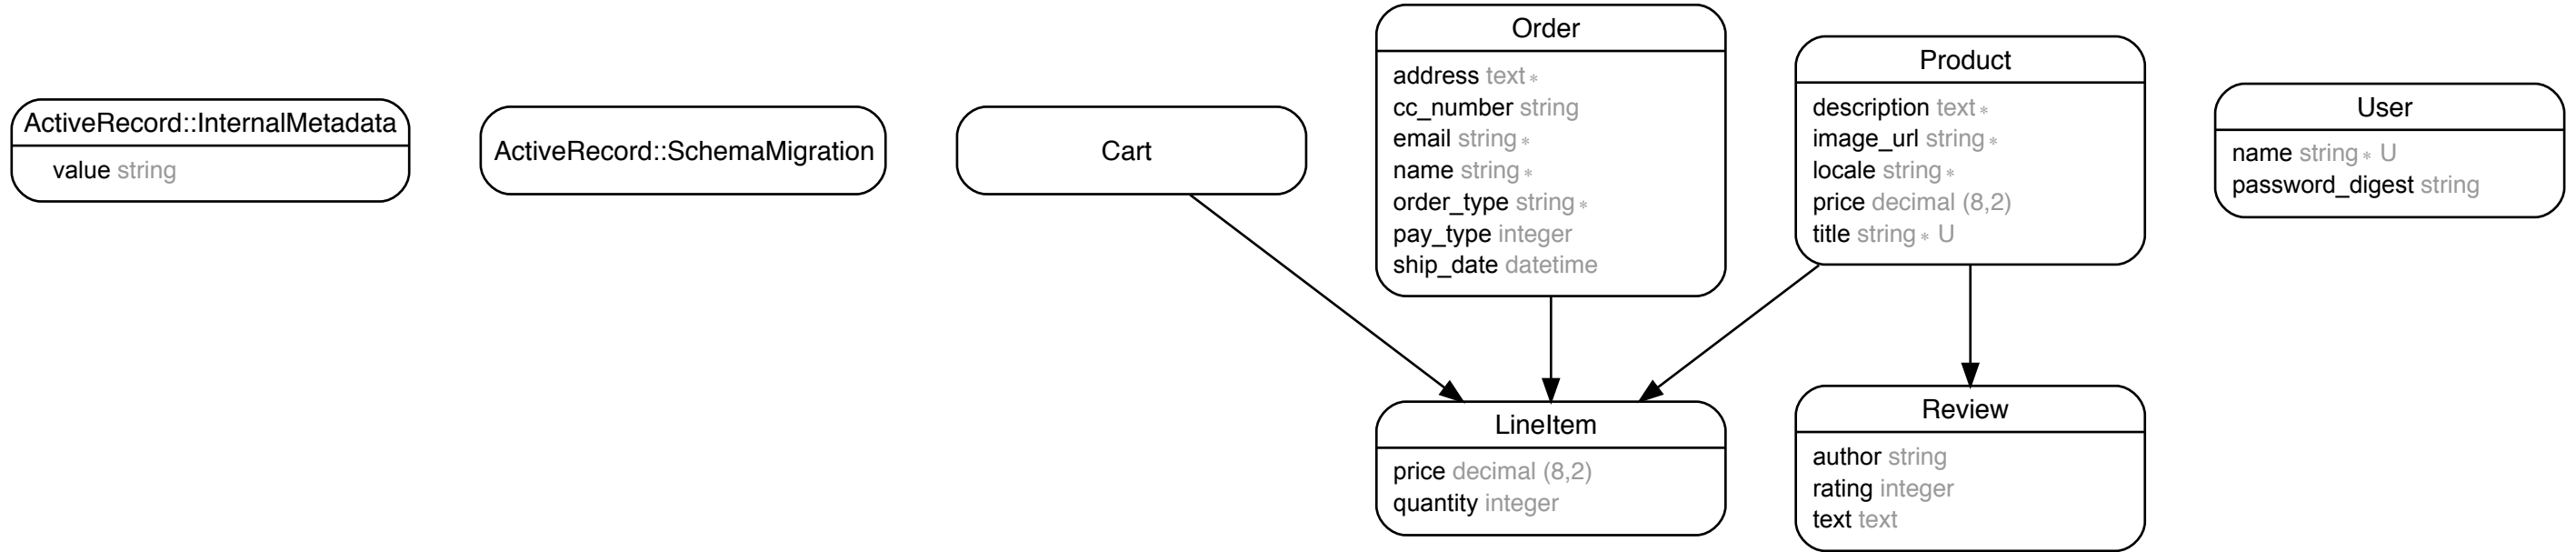 ActiveRecord::InternalMetadata
value string
ActiveRecord::SchemaMigration
Cart
Order
address text *
cc_number string
email string *
name string *
order_type string *
pay_type integer
ship_date datetime
Product
description text *
image_url string *
locale string *
price decimal (8,2)
title string * U
User
name string * U
password_digest string
LineItem
price decimal (8,2)
quantity integer
Review
author string
rating integer
text text